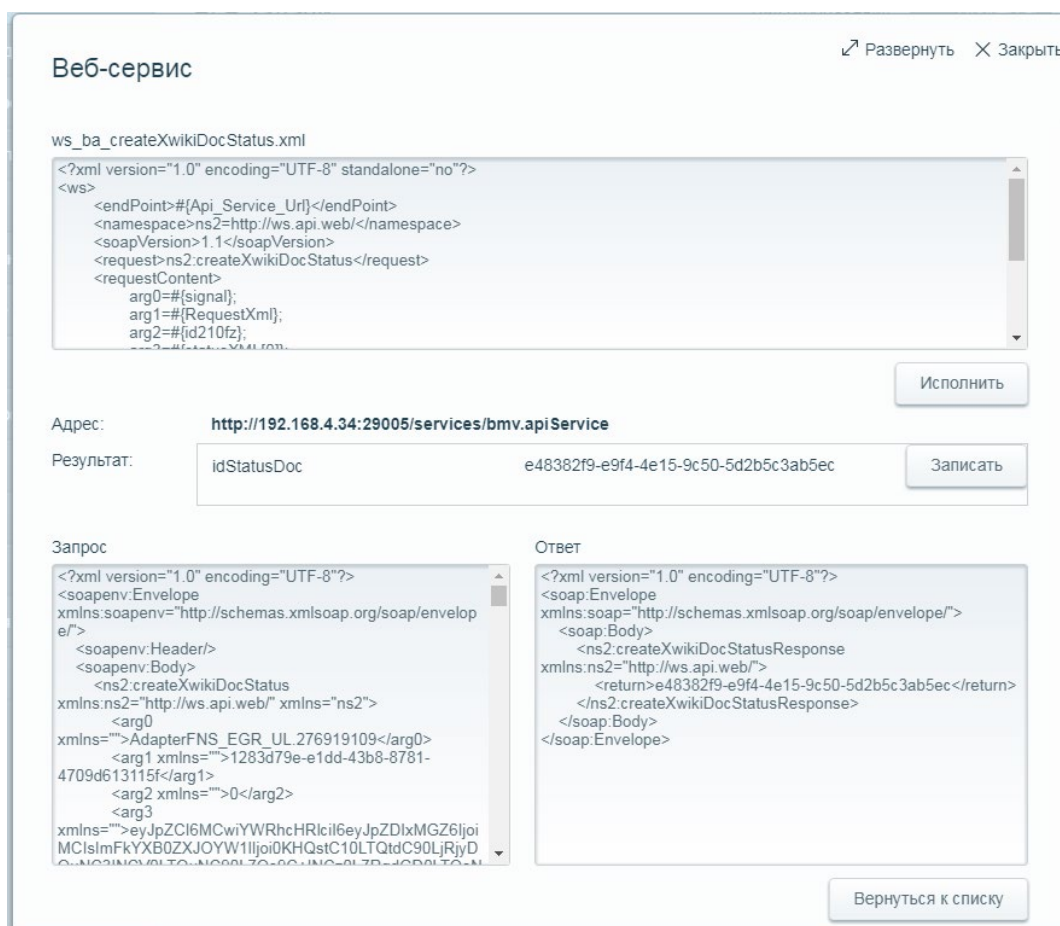 Развернуть Закрыть
Веб-сервис
ws_ba_createXwikiDocStatus.xml
<?xml version="1.0" encoding="UTF-8" standalone="no"?>
<ws>
<endPoint>#{Api_Service_Url}</endPoint>
<namespace>ns2=http://ws.api.web/</namespace>
<soapVersion>1.1</soapVersion>
<request>ns2:createXwikiDocStatus</request>
<requestContent>
arg0=#{signal};
arg1=#{RequestXml};
arg2=#{id210fz};
arg3=#{statusXML[0]};
Исполнить
Адрес: http://192.168.4.34:29005/services/bmv.apiService
Результат: idStatusDoc e48382f9-e9f4-4e15-9c50-5d2b5c3ab5ec Записать
Запрос
<?xml version="1.0" encoding="UTF-8"?>
<soapenv:Envelope
xmlns:soapenv="http://schemas.xmlsoap.org/soap/envelop
e/">
<soapenv:Header/>
<soapenv:Body>
<ns2:createXwikiDocStatus
xmlns:ns2="http://ws.api.web/" xmlns="ns2">
<arg0
xmlns="">AdapterFNS_EGR_UL.276919109</arg0>
<arg1 xmlns="">1283d79e-e1dd-43b8-8781-
4709d613115f</arg1>
<arg2 xmlns="">0</arg2>
<arg3
xmlns="">eyJpZCI6MCwiYWRhcHRlciI6eyJpZDIxMGZ6Ijoi
MCIsImFkYXB0ZXJOYW1lIjoi0KHQstC10LTQtdC90LjRjyD
Ответ
<?xml version="1.0" encoding="UTF-8"?>
<soap:Envelope
xmlns:soap="http://schemas.xmlsoap.org/soap/envelope/">
<soap:Body>
<ns2:createXwikiDocStatusResponse
xmlns:ns2="http://ws.api.web/">
<return>e48382f9-e9f4-4e15-9c50-5d2b5c3ab5ec</return>
</ns2:createXwikiDocStatusResponse>
</soap:Body>
</soap:Envelope>
Вернуться к списку